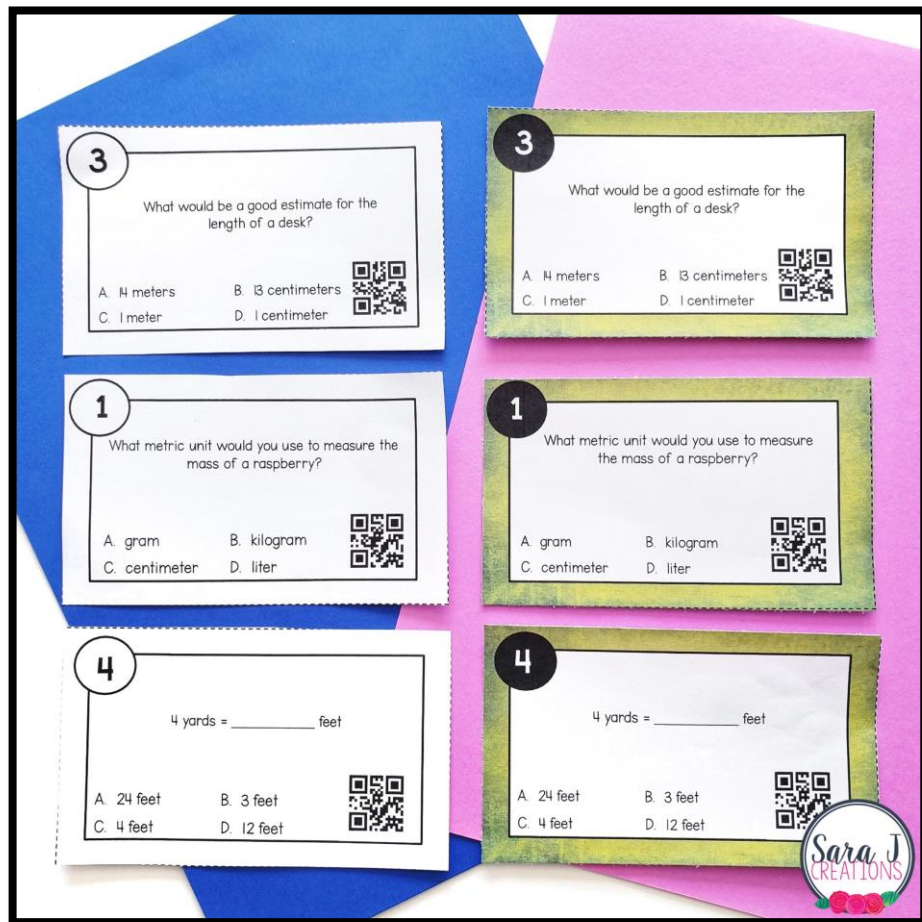 3
What would be a good estimate for the
length of a desk?
A. 14 meters B. 13 centimeters
C. 1 meter D. 1 centimeter
3
What would be a good estimate for the
length of a desk?
A. 14 meters B. 13 centimeters
C. 1 meter D. 1 centimeter
1
What metric unit would you use to measure the
mass of a raspberry?
A. gram B. kilogram
C. centimeter D. liter
1
What metric unit would you use to measure
the mass of a raspberry?
A. gram B. kilogram
C. centimeter D. liter
4
4 yards = __________ feet
A. 24 feet B. 3 feet
C. 4 feet D. 12 feet
4
4 yards = __________ feet
A. 24 feet B. 3 feet
C. 4 feet D. 12 feet
Sara J
CREATIONS